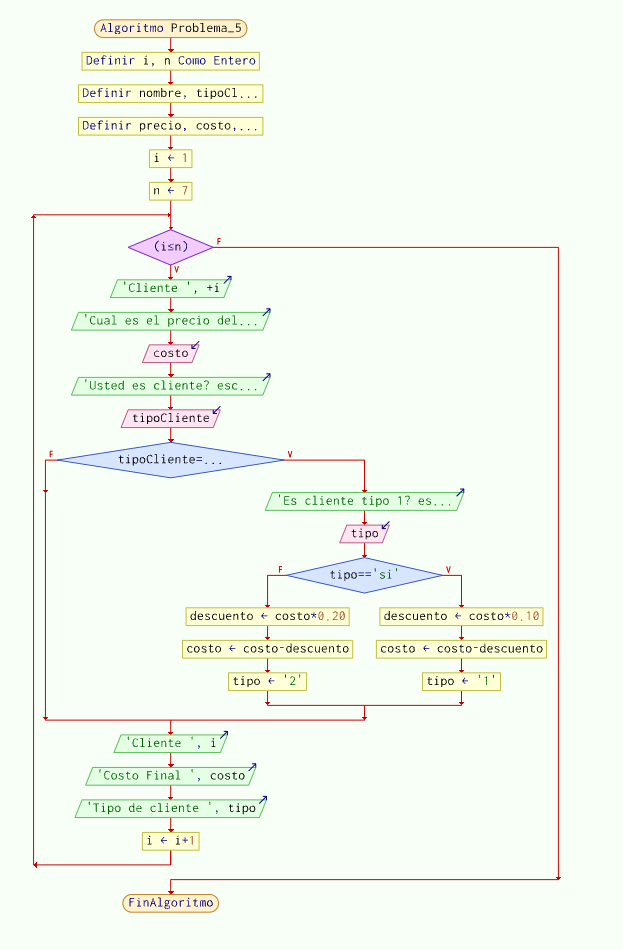 Algoritmo Problema_5
Definir i, n Como Entero
Definir nombre, tipoCl...
Definir precio, costo,...
i ← 1
n ← 7
(i≤n)
F
V
'Cliente ', +i
'Cual es el precio del...
costo
'Usted es cliente? esc...
tipoCliente
F
tipoCliente=...
V
'Es cliente tipo 1? es...
tipo
F
tipo=='si'
V
descuento ← costo*0.20
descuento ← costo*0.10
costo ← costo-descuento
costo ← costo-descuento
tipo ← '2'
tipo ← '1'
'Cliente ', i
'Costo Final ', costo
'Tipo de cliente ', tipo
i ← i+1
FinAlgoritmo